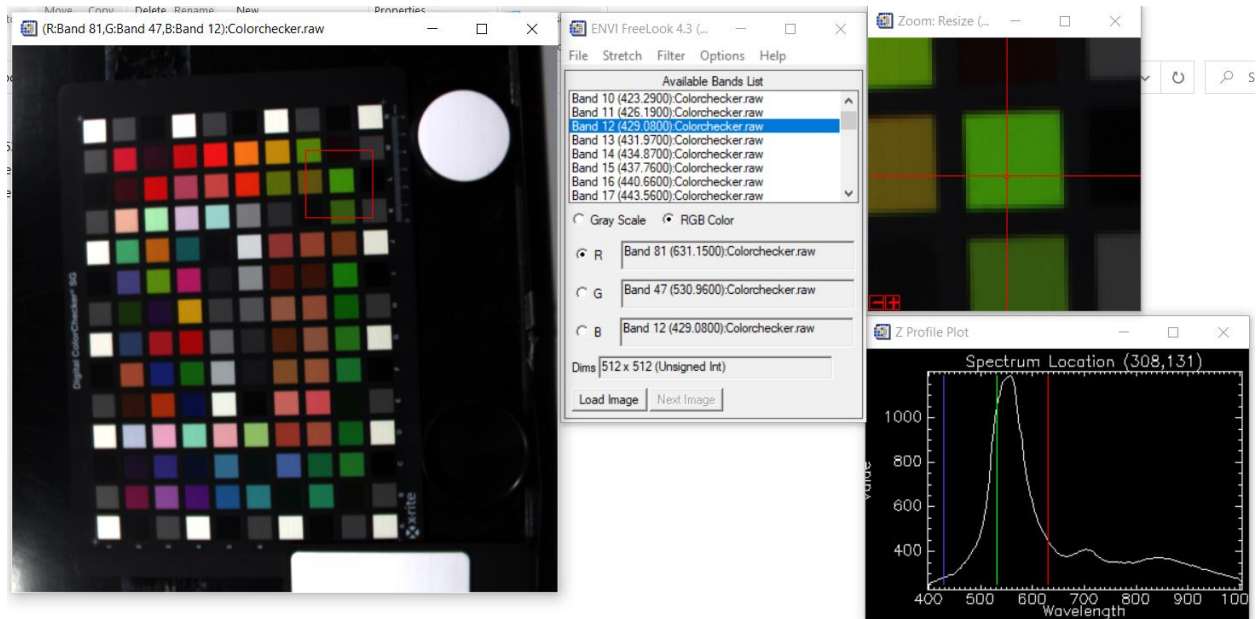 Move Copy Delete Rename New Properties
(R:Band 81,G:Band 47,B:Band 12):Colorchecker.raw
Digital ColorChecker SG
x-rite
ENVI FreeLook 4.3 (...
File Stretch Filter Options Help
Available Bands List
Band 10 (423.2900):Colorchecker.raw
Band 11 (426.1900):Colorchecker.raw
Band 12 (429.0800):Colorchecker.raw
Band 13 (431.9700):Colorchecker.raw
Band 14 (434.8700):Colorchecker.raw
Band 15 (437.7600):Colorchecker.raw
Band 16 (440.6600):Colorchecker.raw
Band 17 (443.5600):Colorchecker.raw
Gray Scale RGB Color
R Band 81 (631.1500):Colorchecker.raw
G Band 47 (530.9600):Colorchecker.raw
B Band 12 (429.0800):Colorchecker.raw
Dims 512 x 512 (Unsigned Int)
Load Image Next Image
Zoom: Resize (...
Z Profile Plot
Spectrum Location (308,131)
1000
800
600
400
Value
400 500 600 700 800 900 100
Wavelength